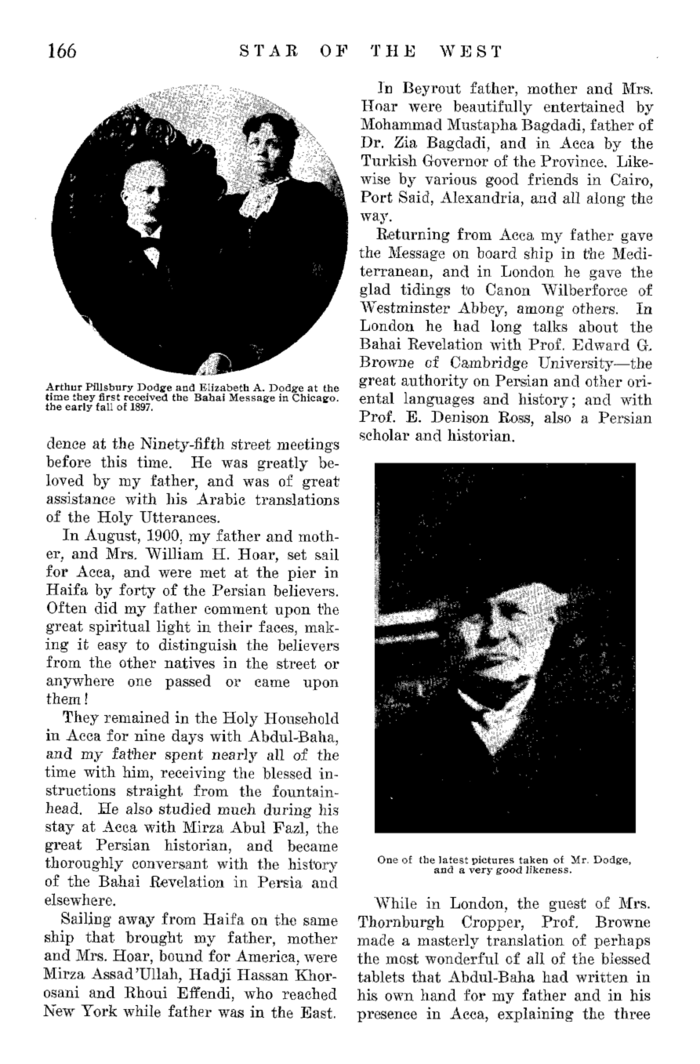 166
STAR OF THE WEST
Arthur Pillsbury Dodge and Elizabeth A. Dodge at the
time they first received the Bahai Message in Chicago.
the early fall of 1897.
dence at the Ninety-fifth street meetings
before this time. He was greatly be-
loved by my father, and was of great
assistance with his Arabic translations
of the Holy Utterances.
In August, 1900, my father and moth-
er, and Mrs. William H. Hoar, set sail
for Acca, and were met at the pier in
Haifa by forty of the Persian believers.
Often did my father comment upon the
great spiritual light in their faces, mak-
ing it easy to distinguish the believers
from the other natives in the street or
anywhere one passed or came upon
them!
They remained in the Holy Household
in Acca for nine days with Abdul-Baha,
and my father spent nearly all of the
time with him, receiving the blessed in-
structions straight from the fountain-
head. He also studied much during his
stay at Acca with Mirza Abul Fazl, the
great Persian historian, and became
thoroughly conversant with the history
of the Bahai Revelation in Persia and
elsewhere.
Sailing away from Haifa on the same
ship that brought my father, mother
and Mrs. Hoar, bound for America, were
Mirza Assad'Ullah, Hadji Hassan Khor-
osani and Rhoui Effendi, who reached
New York while father was in the East.
In Beyrout father, mother and Mrs.
Hoar were beautifully entertained by
Mohammad Mustapha Bagdadi, father of
Dr. Zia Bagdadi, and in Acca by the
Turkish Governor of the Province. Like-
wise by various good friends in Cairo,
Port Said, Alexandria, and all along the
way.
Returning from Acca my father gave
the Message on board ship in the Medi-
terranean, and in London he gave the
glad tidings to Canon Wilberforce of
Westminster Abbey, among others. In
London he had long talks about the
Bahai Revelation with Prof. Edward G.
Browne of Cambridge University—the
great authority on Persian and other ori-
ental languages and history; and with
Prof. E. Denison Ross, also a Persian
scholar and historian.
One of the latest pictures taken of Mr. Dodge,
and a very good likeness.
While in London, the guest of Mrs.
Thornburgh Cropper, Prof. Browne
made a masterly translation of perhaps
the most wonderful of all of the blessed
tablets that Abdul-Baha had written in
his own hand for my father and in his
presence in Acca, explaining the three